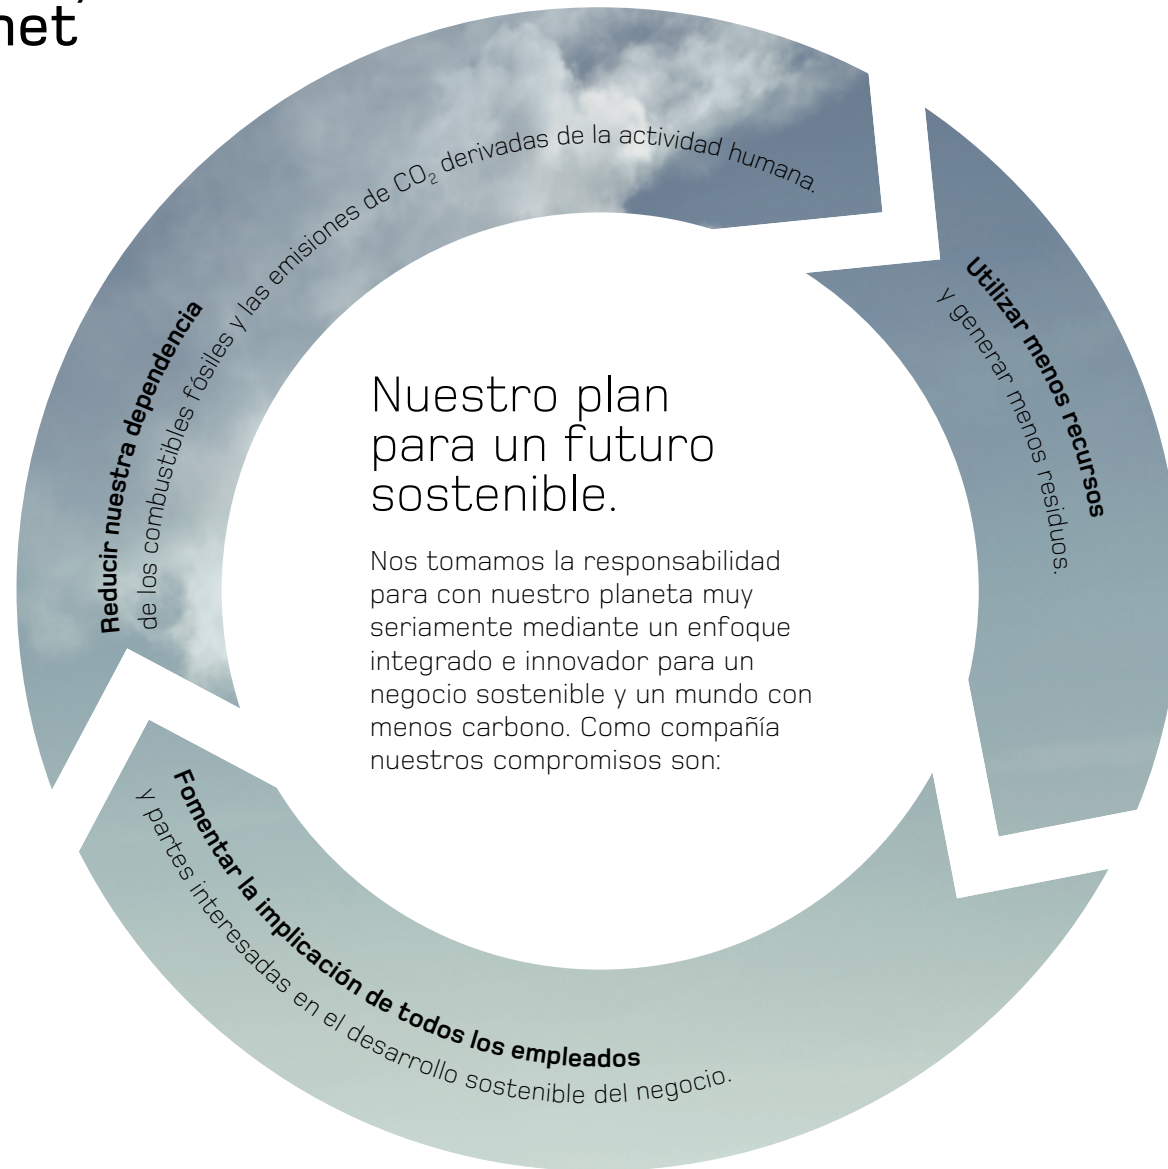 Nuestro plan
para un futuro
sostenible.
Nos tomamos la responsabilidad
para con nuestro planeta muy
seriamente mediante un enfoque
integrado e innovador para un
negocio sostenible y un mundo con
menos carbono. Como compañía
nuestros compromisos son:
Reducir nuestra dependencia
de los combustibles fósiles y las emisiones de CO₂ derivadas de la actividad humana.
Utilizar menos recursos
y generar menos residuos.
Fomentar la implicación de todos los empleados
y partes interesadas en el desarrollo sostenible del negocio.